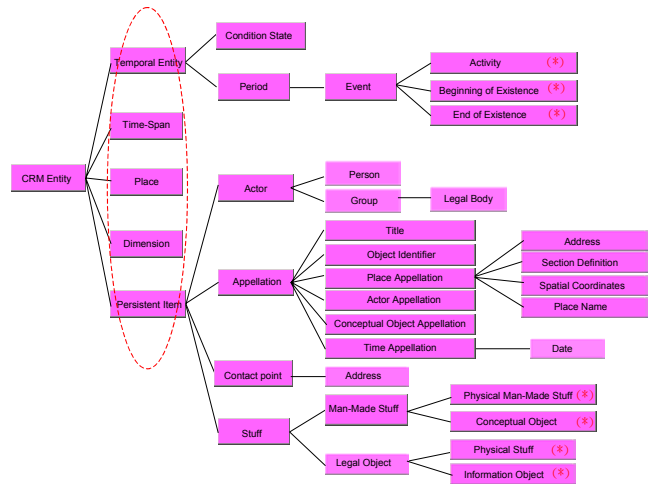 Condition State
Temporal Entity
Activity (*)
Period
Event
Beginning of Existence (*)
End of Existence (*)
Time-Span
CRM Entity
Place
Person
Actor
Group
Legal Body
Title
Dimension
Address
Object Identifier
Section Definition
Appellation
Place Appellation
Spatial Coordinates
Persistent Item
Actor Appellation
Place Name
Conceptual Object Appellation
Time Appellation
Date
Contact point
Address
Physical Man-Made Stuff (*)
Man-Made Stuff
Conceptual Object (*)
Stuff
Physical Stuff (*)
Legal Object
Information Object (*)